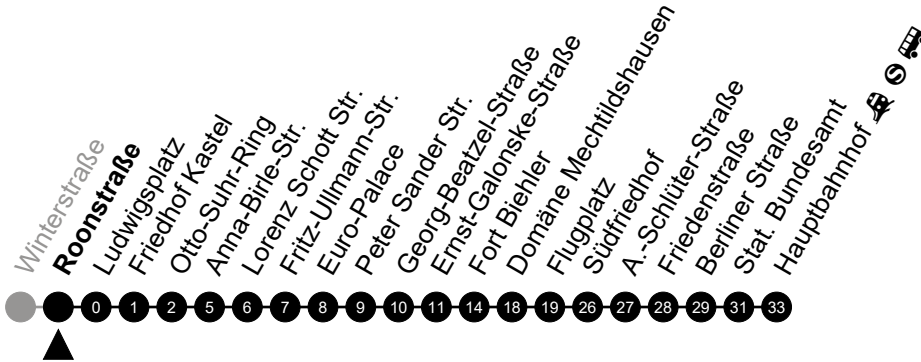 Winterstraße
Roonstraße
Ludwigsplatz
Friedhof Kastel
Otto-Suhr-Ring
Anna-Birle-Str.
Lorenz Schott Str.
Fritz-Ullmann-Str.
Euro-Palace
Peter Sander Str.
Georg-Beatzel-Straße
Ernst-Galonske-Straße
Fort Biehler
Domäne Mechtildshausen
Flugplatz
Südfriedhof
A.-Schlüter-Straße
Friedenstraße
Berliner Straße
Stat. Bundesamt
Hauptbahnhof S
0 1 2 5 6 7 8 9 10 11 14 18 19 26 27 28 29 31 33